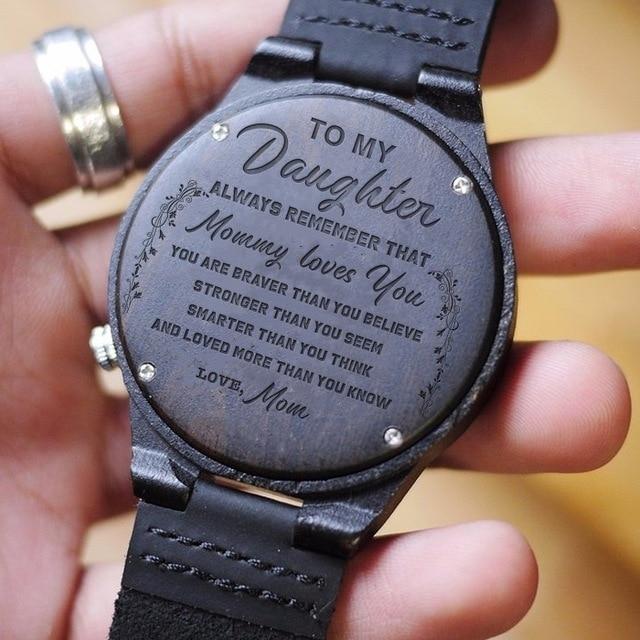 TO MY
Daughter
ALWAYS REMEMBER THAT
Mommy loves You
YOU ARE BRAVER THAN YOU BELIEVE
STRONGER THAN YOU SEEM
SMARTER THAN YOU THINK
AND LOVED MORE THAN YOU KNOW
LOVE, Mom